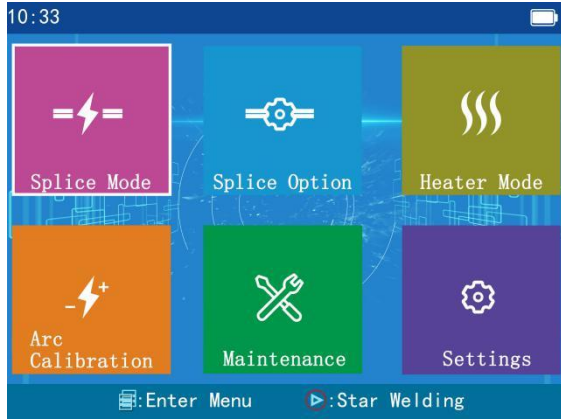 10:33
Splice Mode
Splice Option
Heater Mode
Arc
Calibration
Maintenance
Settings
:Enter Menu
:Star Welding